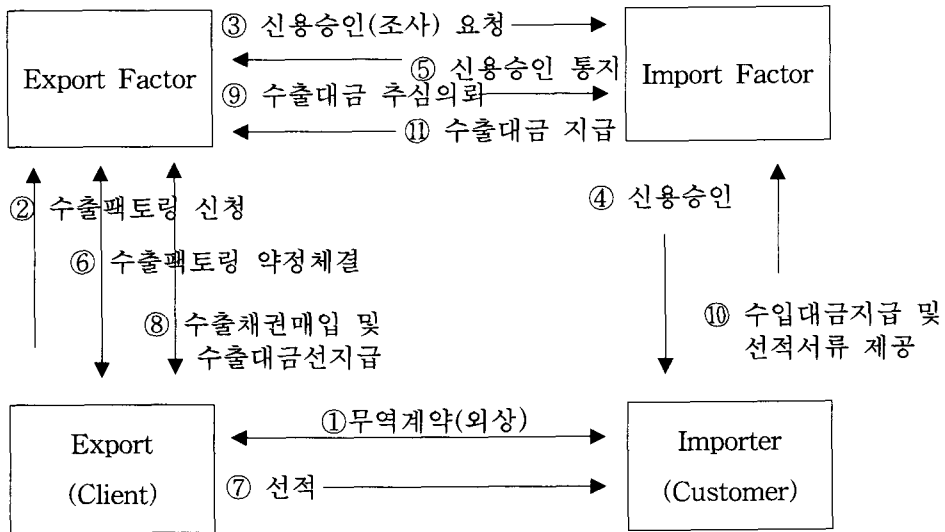 ③ 신용승인(조사) 요청
Export Factor
⑤ 신용승인 통지
Import Factor
⑨ 수출대금 추심의뢰
⑪ 수출대금 지급
② 수출팩토링 신청
④ 신용승인
⑥ 수출팩토링 약정체결
⑧ 수출채권매입 및
수출대금선지급
⑩ 수입대금지급 및
선적서류 제공
Export
(Client)
①무역계약(외상)
⑦ 선적
Importer
(Customer)